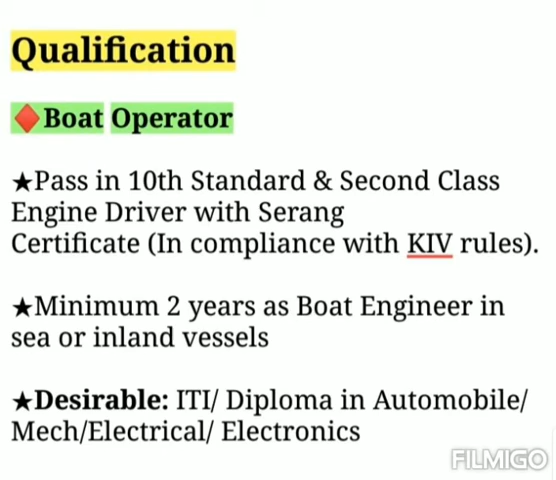 Qualification
♦Boat Operator
★Pass in 10th Standard & Second Class
Engine Driver with Serang
Certificate (In compliance with KIV rules).
★Minimum 2 years as Boat Engineer in
sea or inland vessels
★Desirable: ITI/ Diploma in Automobile/
Mech/Electrical/ Electronics
FILMIGO